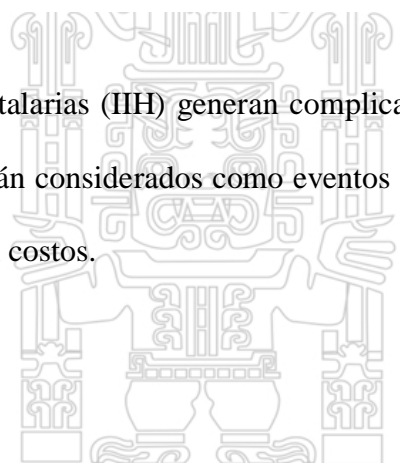 talarias (IIH) generan complica
án considerados como eventos
costos.